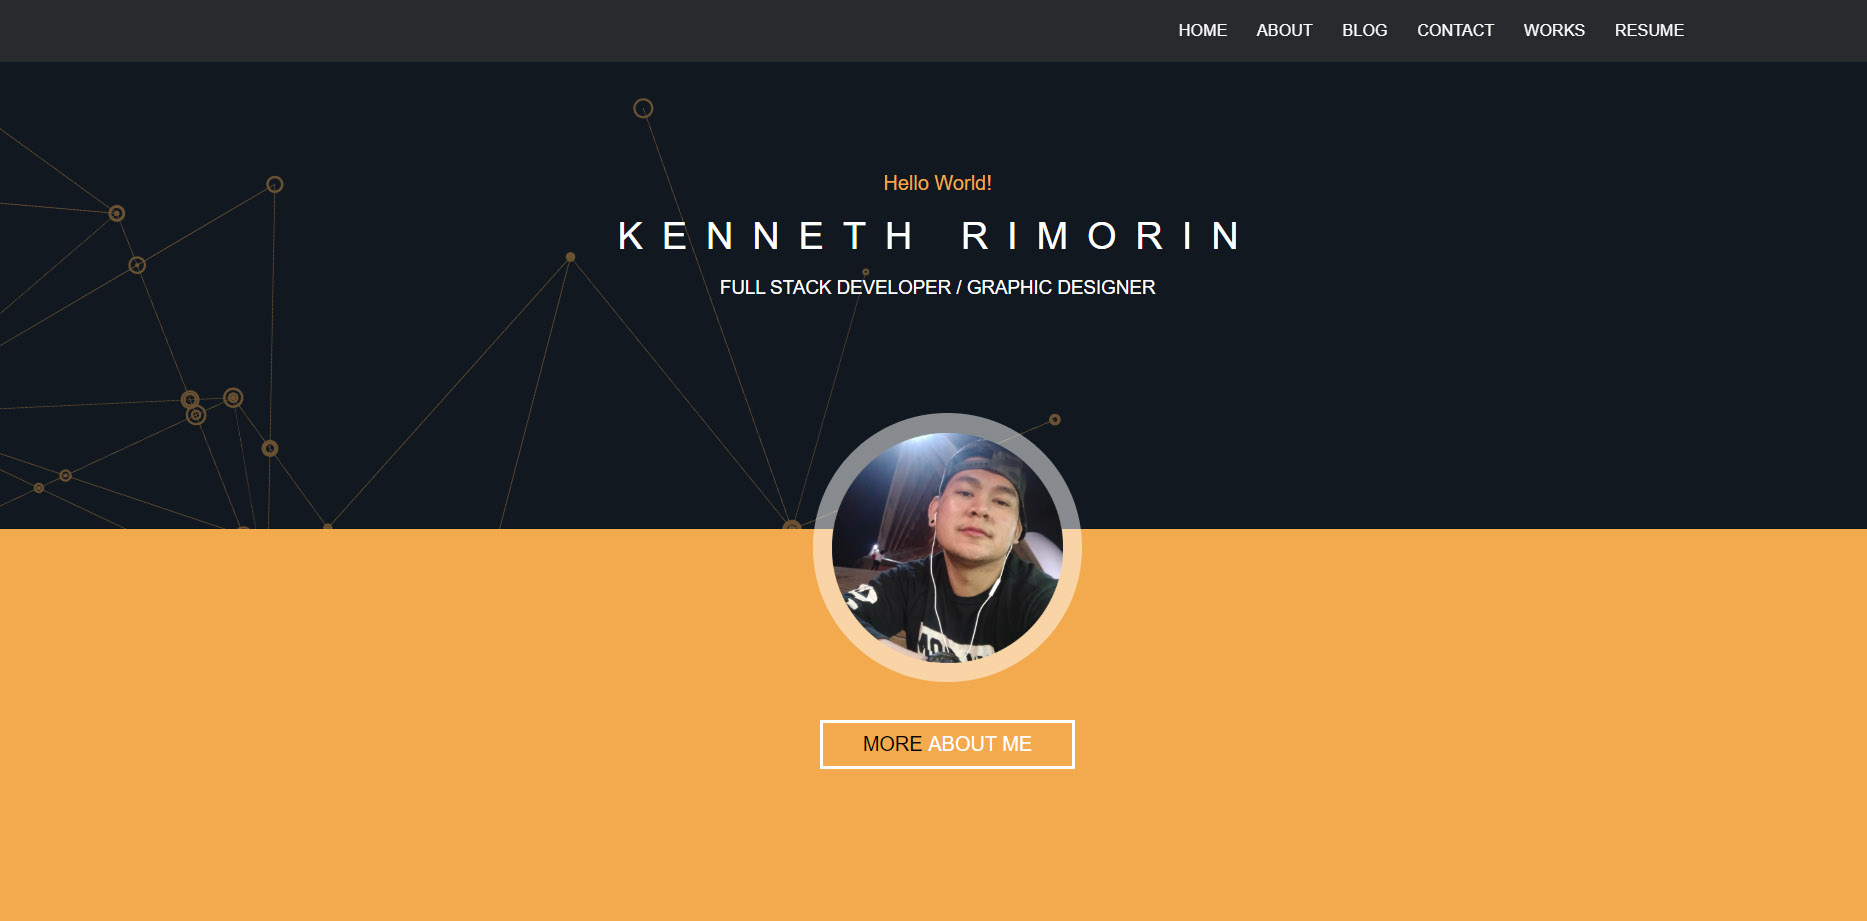 HOME ABOUT BLOG CONTACT WORKS RESUME
Hello World!
KENNETH RIMORIN
FULL STACK DEVELOPER / GRAPHIC DESIGNER
MORE ABOUT ME